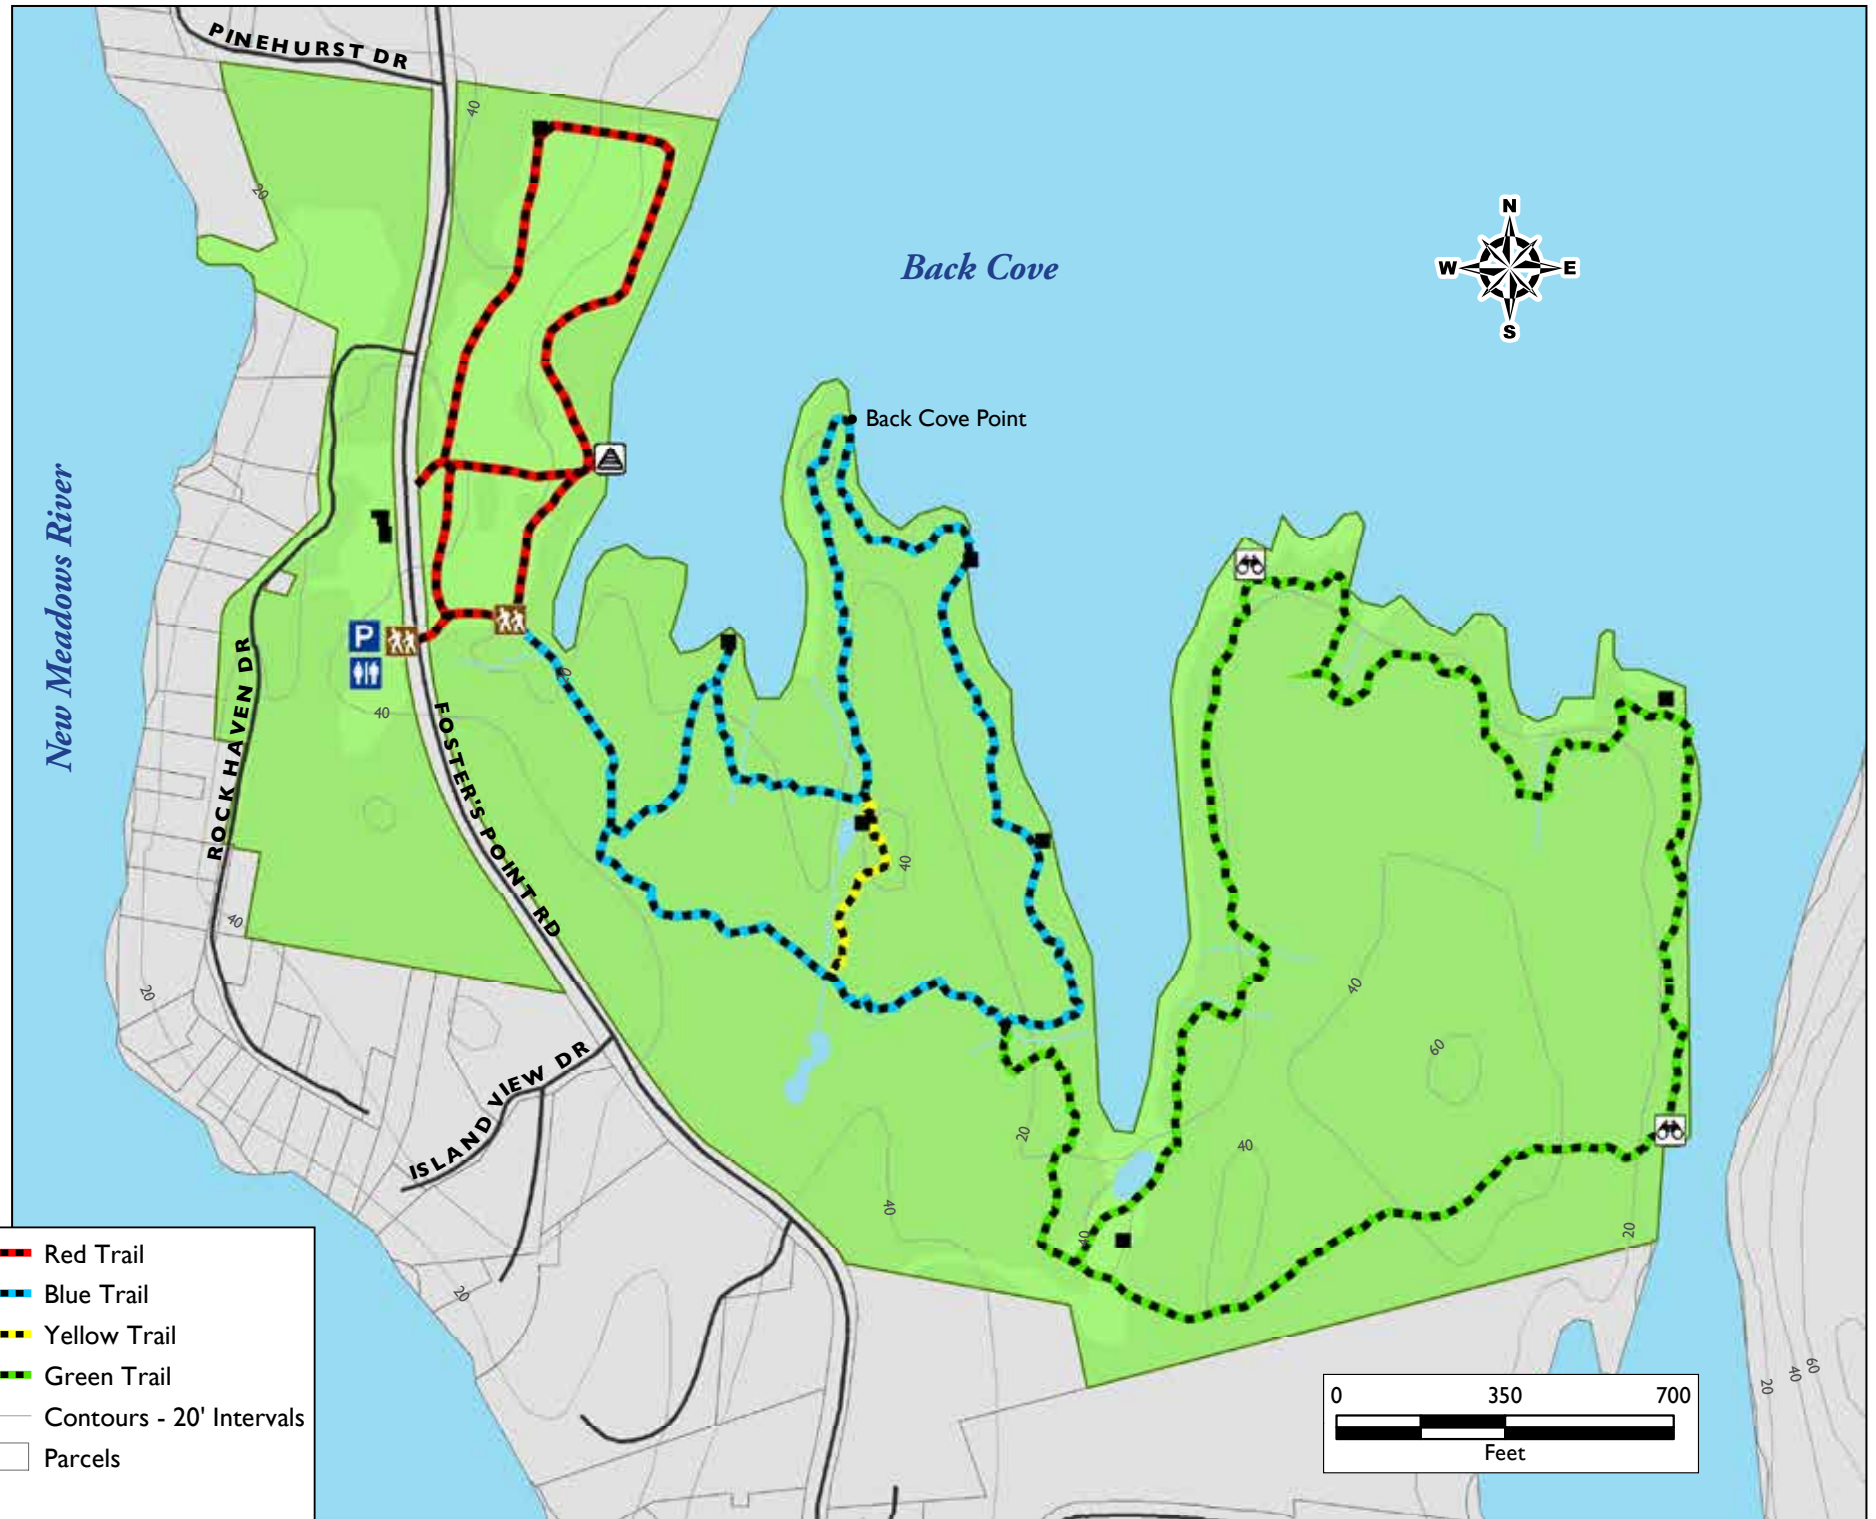 PINEHURST DR
40
20
N
W E
S
Back Cove
Back Cove Point
New Meadows River
P
ROCK HAVEN DR
FOSTER'S POINT RD
40
40
40
20
40
60
ISLAND VIEW DR
20
40
40
40
20
20
Red Trail
Blue Trail
Yellow Trail
Green Trail
Contours - 20' Intervals
Parcels
0 350 700
Feet
20
40
60